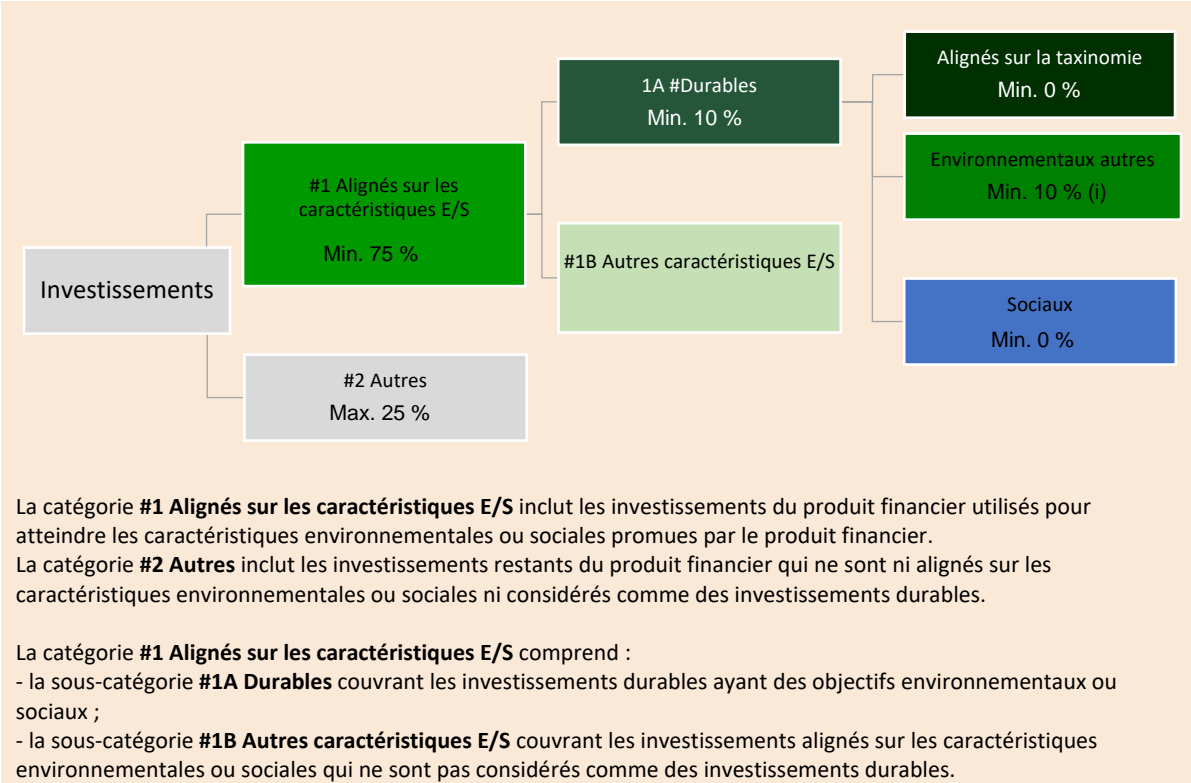 Alignés sur la taxinomie
Min. 0 %
1A #Durables
Min. 10 %
Environnementaux autres
Min. 10 % (i)
#1 Alignés sur les
caractéristiques E/S
Min. 75 %
#1B Autres caractéristiques E/S
Investissements
Sociaux
Min. 0 %
#2 Autres
Max. 25 %
La catégorie #1 Alignés sur les caractéristiques E/S inclut les investissements du produit financier utilisés pour
atteindre les caractéristiques environnementales ou sociales promues par le produit financier.
La catégorie #2 Autres inclut les investissements restants du produit financier qui ne sont ni alignés sur les
caractéristiques environnementales ou sociales ni considérés comme des investissements durables.
La catégorie #1 Alignés sur les caractéristiques E/S comprend :
- la sous-catégorie #1A Durables couvrant les investissements durables ayant des objectifs environnementaux ou
sociaux ;
- la sous-catégorie #1B Autres caractéristiques E/S couvrant les investissements alignés sur les caractéristiques
environnementales ou sociales qui ne sont pas considérés comme des investissements durables.